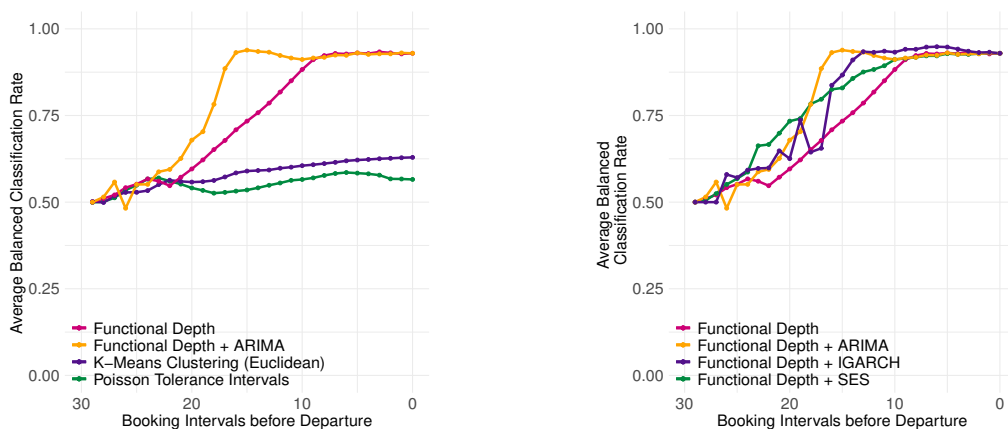 1.00
0.75
0.50
0.25
0.00
Average Balanced Classification Rate
Functional Depth
Functional Depth + ARIMA
K−Means Clustering (Euclidean)
Poisson Tolerance Intervals
30
20
10
0
Booking Intervals before Departure
1.00
0.75
0.50
0.25
0.00
Average Balanced
Classification Rate
Functional Depth
Functional Depth + ARIMA
Functional Depth + IGARCH
Functional Depth + SES
30
20
10
0
Booking Intervals before Departure